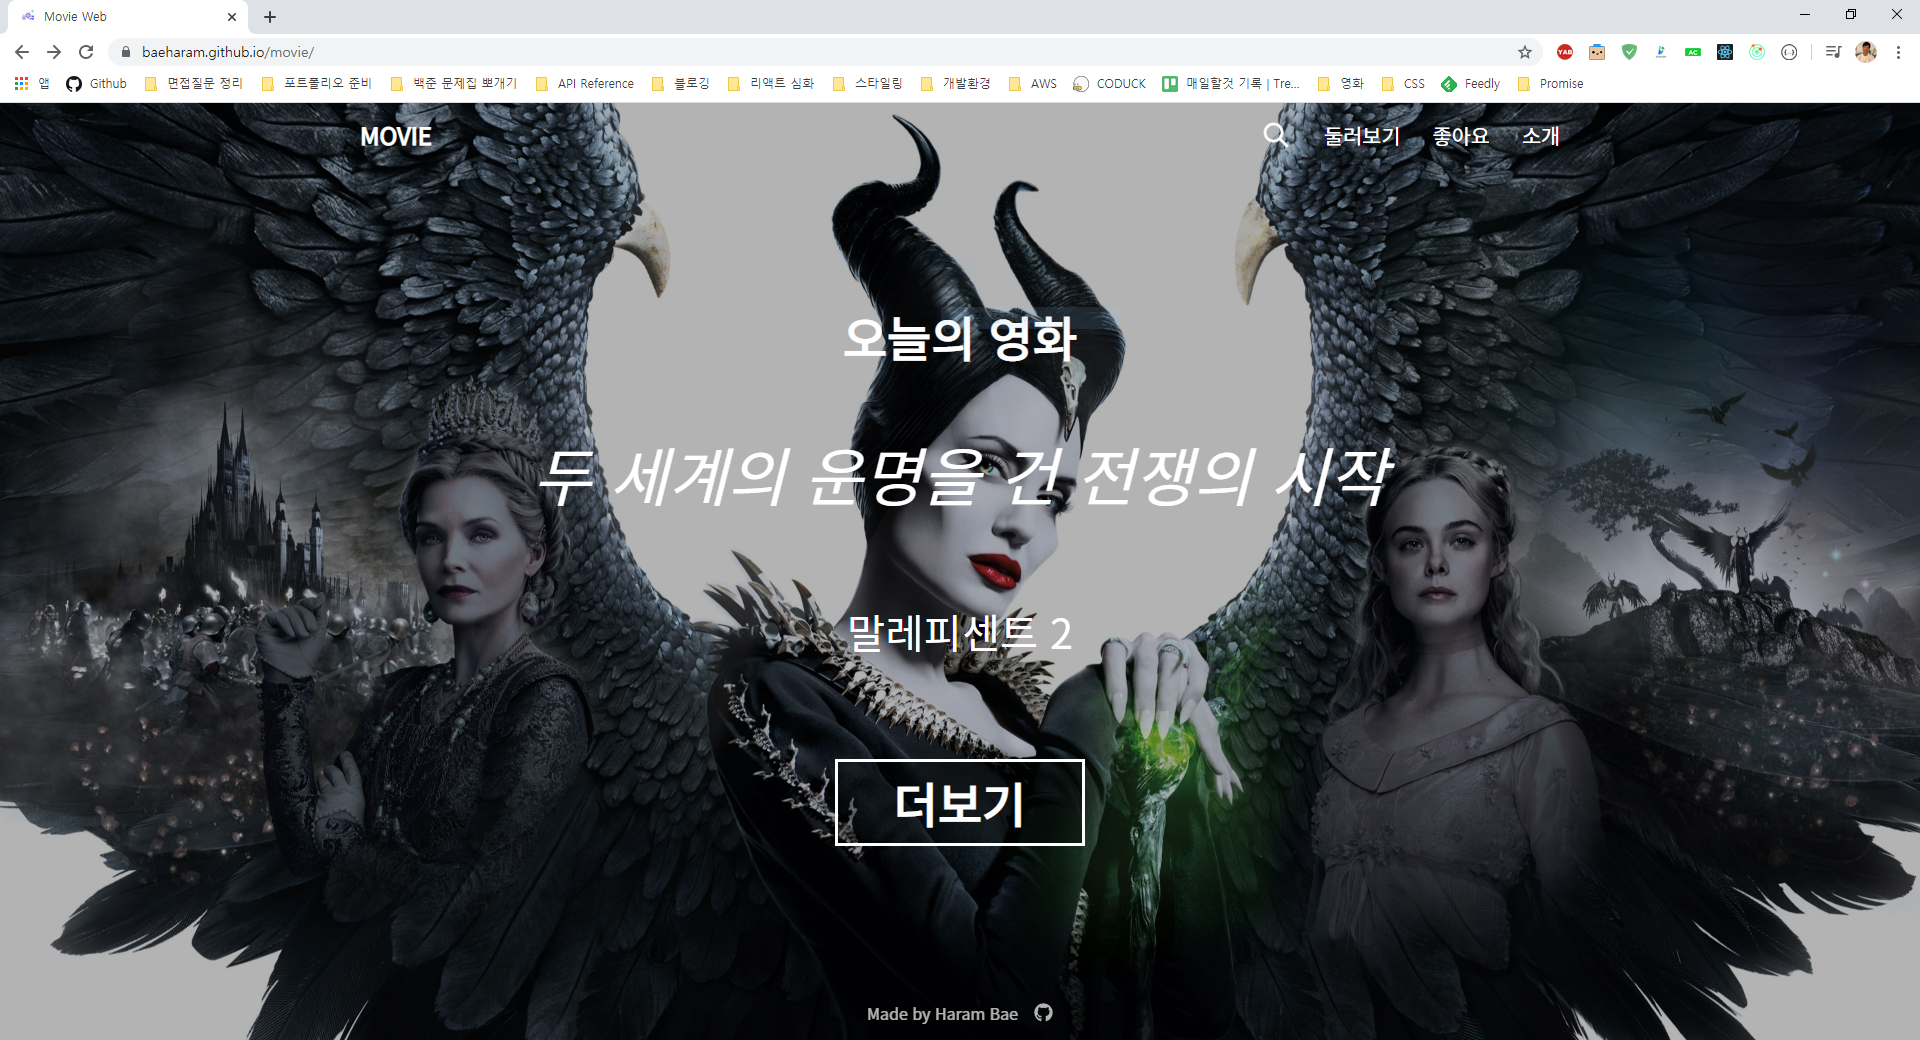 Movie Web
baeharam.github.io/movie/
YAB
AC
앱
Github
면접질문 정리
포트폴리오 준비
백준 문제집 뽀개기
API Reference
블로깅
리액트 심화
스타일링
개발환경
AWS
CODUCK
매일할것 기록 | Tre...
영화
CSS
Feedly
Promise
MOVIE
둘러보기
좋아요
소개
오늘의 영화
두 세계의 운명을 건 전쟁의 시작
말레피센트 2
더보기
Made by Haram Bae